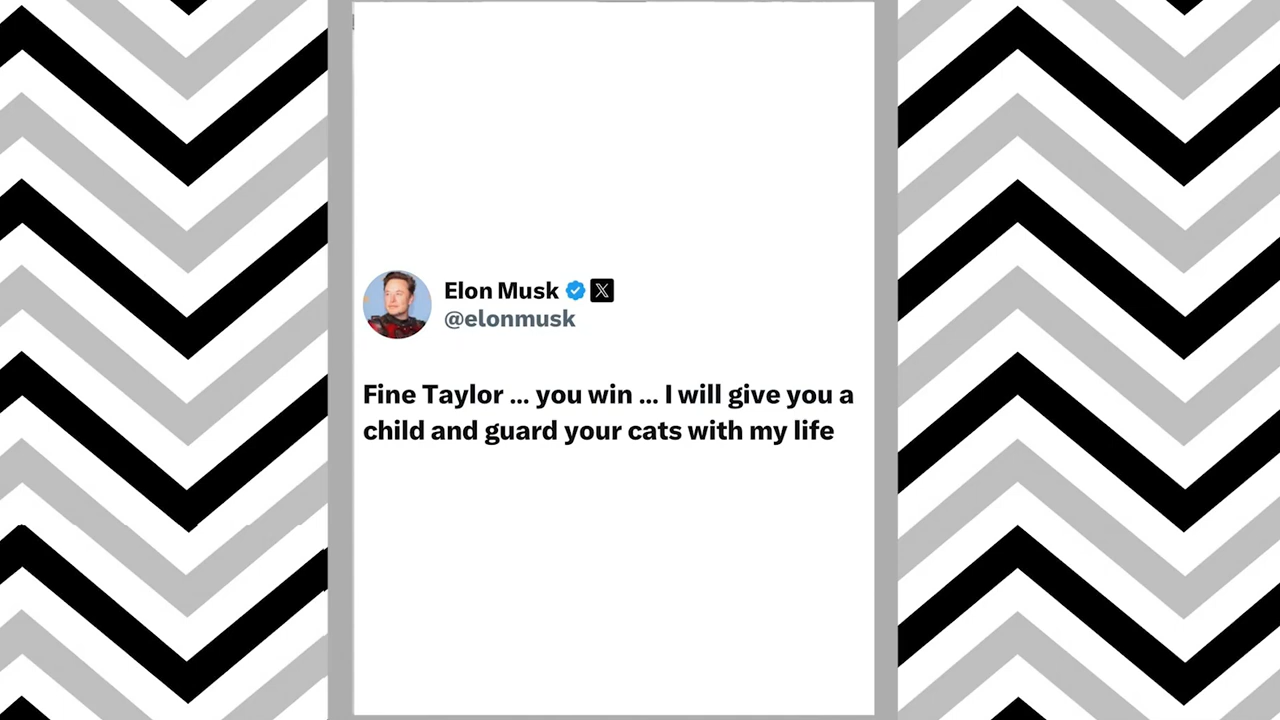 Elon Musk
@elonmusk
Fine Taylor ... you win ... I will give you a
child and guard your cats with my life